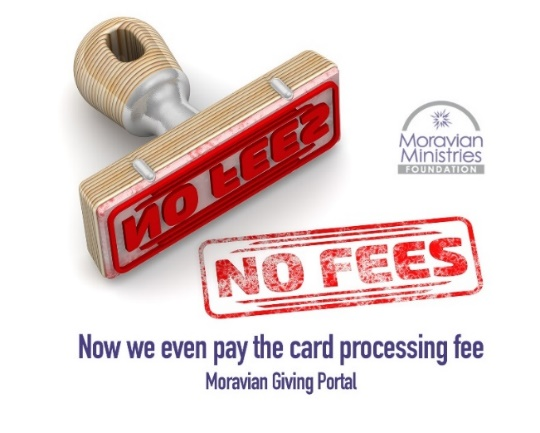 NO FEES
Moravian
Ministries
FOUNDATION
NO FEES
Now we even pay the card processing fee
Moravian Giving Portal